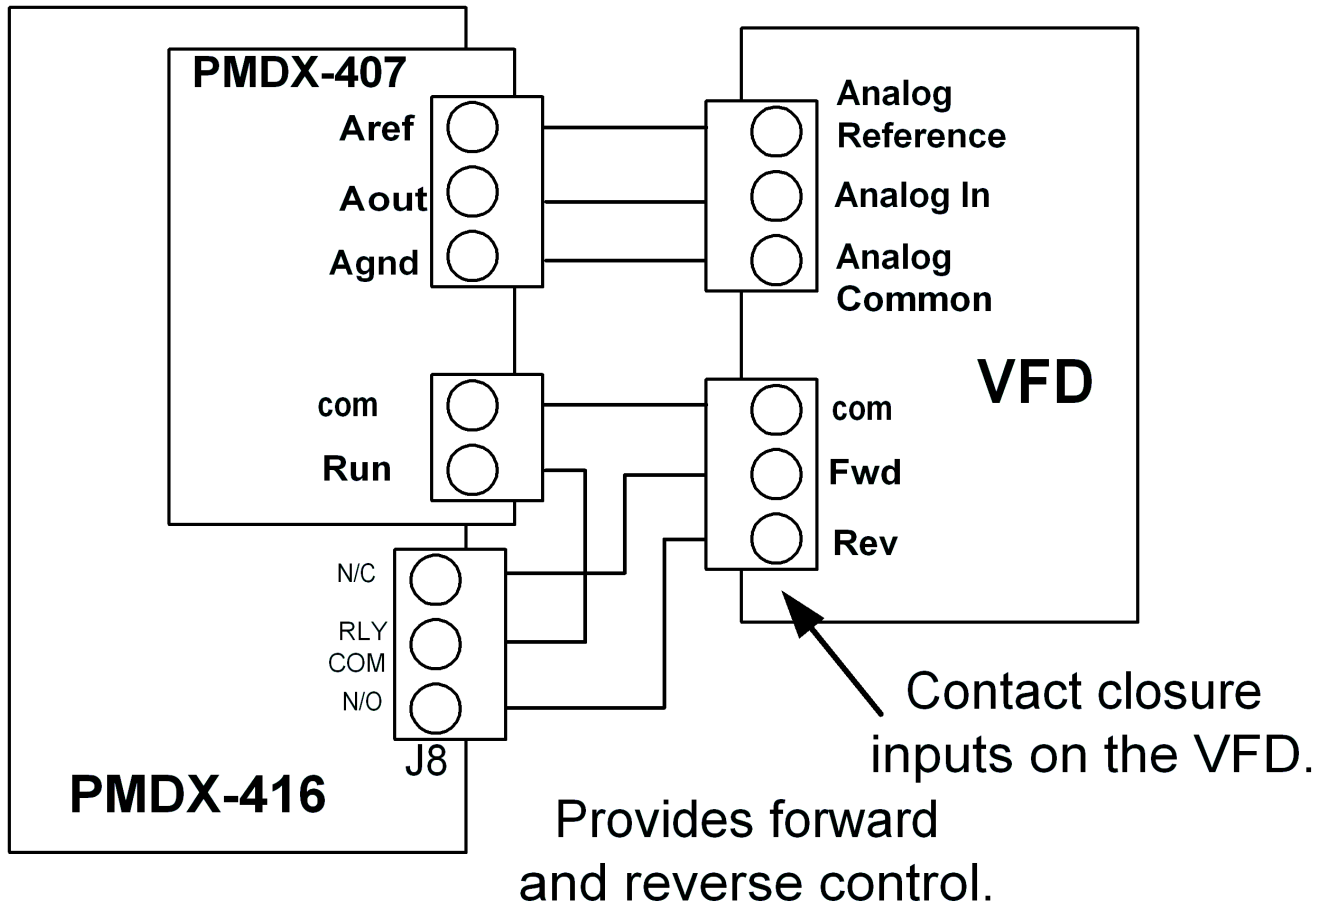 PMDX-407
Aref
Aout
Agnd
com
Run
N/C
RLY
COM
N/O
J8
PMDX-416
Analog
Reference
Analog In
Analog
Common
VFD
com
Fwd
Rev
Contact closure
inputs on the VFD.
Provides forward
and reverse control.